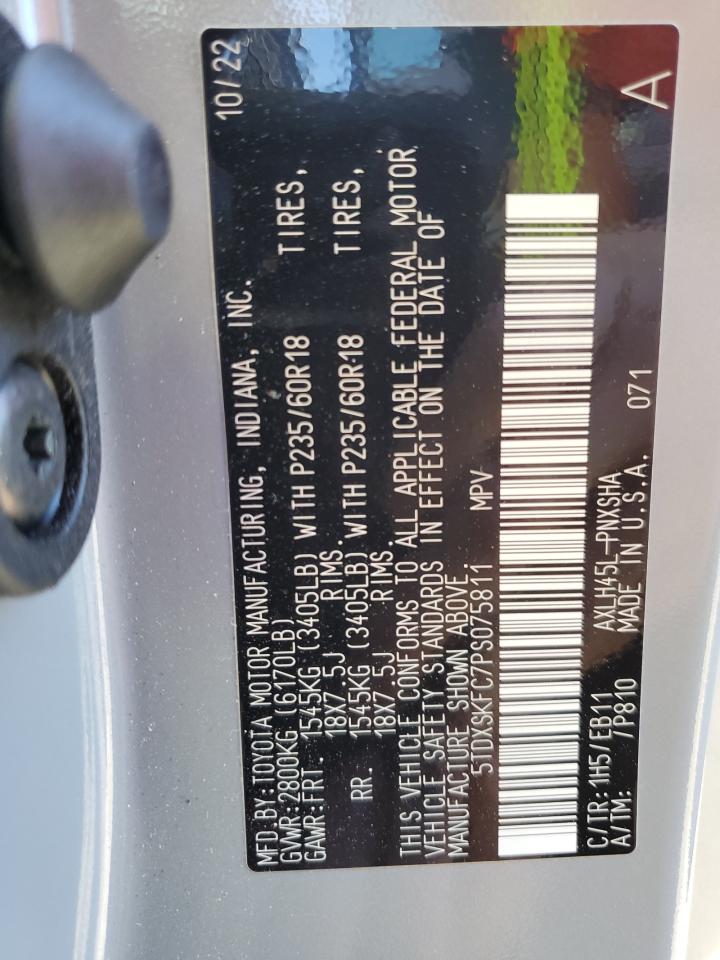 MFD.BY:TOYOTA MOTOR MANUFACTURING, INDIANA, INC. 10/22
GVWR:2800KG (6170LB)
GAWR:FRT. 1545KG (3405LB) WITH P235/60R18 TIRES,
18X7.5J RIMS.
RR. 1545KG (3405LB) WITH P235/60R18 TIRES,
18X7.5J RIMS.
THIS VEHICLE CONFORMS TO ALL APPLICABLE FEDERAL MOTOR
VEHICLE SAFETY STANDARDS IN EFFECT ON THE DATE OF
MANUFACTURE SHOWN ABOVE.
5TDXSKFC7PS075811 MPV
C/TR: 1H5/EB11 AXLH45L-PNXSHA
A/TM: /P810 MADE IN U.S.A. 071 A